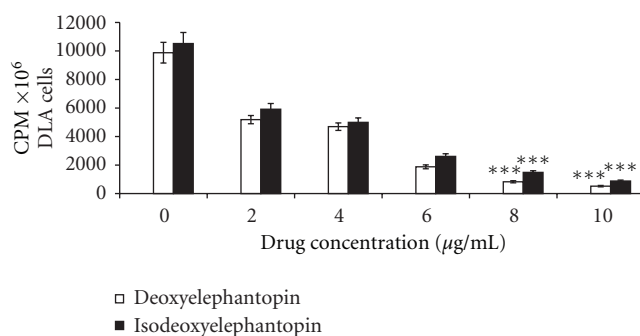 CPM ×10⁶
DLA cells
12000
10000
8000
6000
4000
2000
0
*** ***
*** ***
0 2 4 6 8 10
Drug concentration (μg/mL)
Deoxyelephantopin
Isodeoxyelephantopin